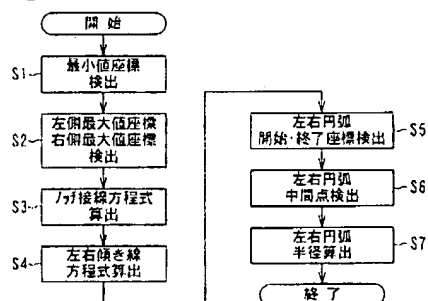 開始
S1
最小値座標
検出
S2
左側最大値座標
右側最大値座標
検出
S3
ﾉｯﾁ接線方程式
算出
S4
左右傾き線
方程式算出
左右円弧
開始・終了座標検出
S5
左右円弧
中間点検出
S6
左右円弧
半径算出
S7
終了